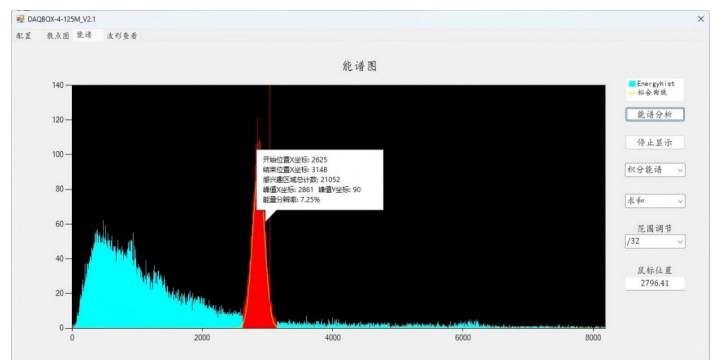 DAQBOX-4-125M_V2.1
配置 散点图 能谱 波形查看
能谱图
140
120
100
80
60
40
20
0
0 2000 4000 6000 8000
开始位置X坐标: 2625
结束位置X坐标: 3148
感兴趣区域总计数: 21052
峰值X坐标: 2861 峰值Y坐标: 90
能量分辨率: 7.25%
Energyhist
拟合曲线
能谱分析
停止显示
积分能谱
求和
范围调节
/32
鼠标位置
2796.41